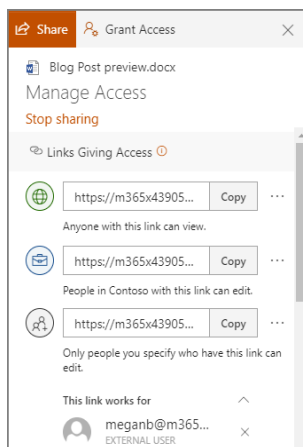 Share Grant Access
Blog Post preview.docx
Manage Access
Stop sharing
Links Giving Access
https://m365x43905... Copy ...
Anyone with this link can view.
https://m365x43905... Copy ...
People in Contoso with this link can edit.
https://m365x43905... Copy ...
Only people you specify who have this link can
edit.
This link works for
meganb@m365...
EXTERNAL USER